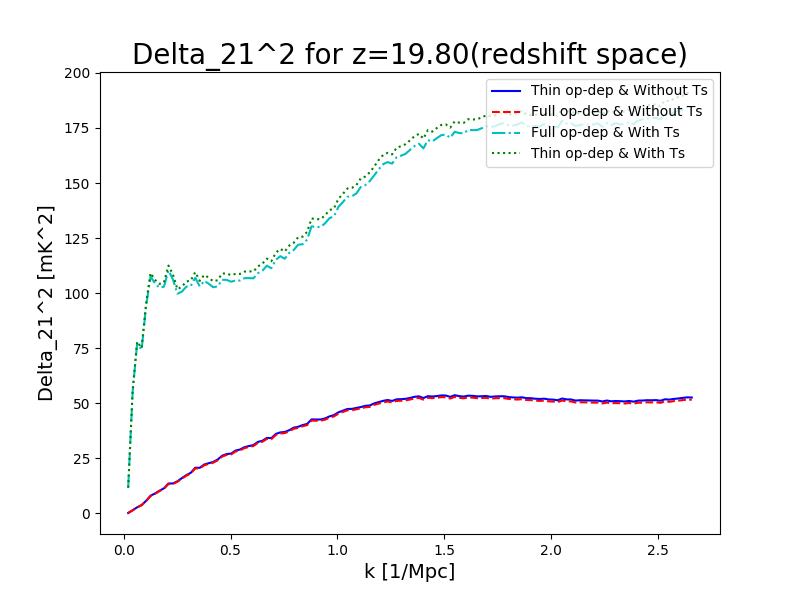 Delta_21^2 for z=19.80(redshift space)
200
175
150
125
100
75
50
25
0
Delta_21^2 [mK^2]
Thin op-dep & Without Ts
Full op-dep & Without Ts
Full op-dep & With Ts
Thin op-dep & With Ts
0.0 0.5 1.0 1.5 2.0 2.5
k [1/Mpc]